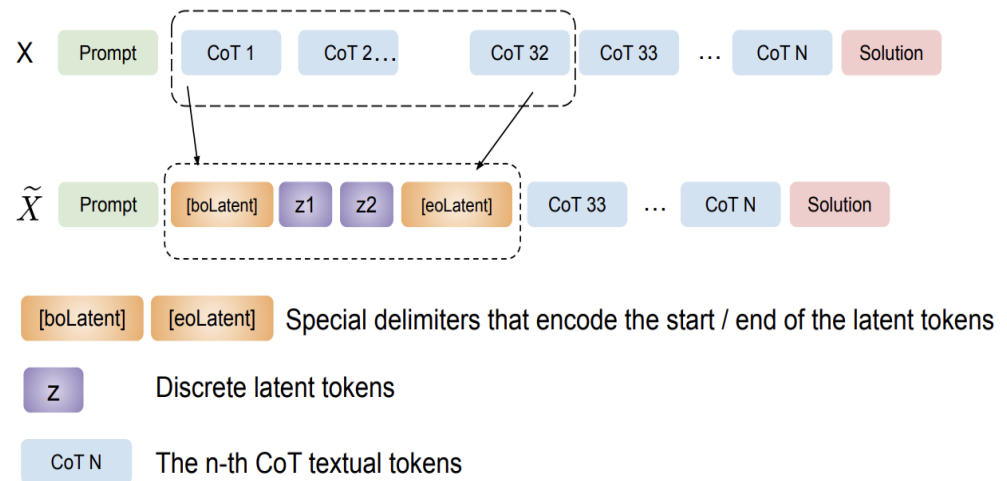 X Prompt CoT 1 CoT 2... CoT 32 CoT 33 ... CoT N Solution
X̃ Prompt [boLatent] z1 z2 [eoLatent] CoT 33 ... CoT N Solution
[boLatent] [eoLatent] Special delimiters that encode the start / end of the latent tokens
z Discrete latent tokens
CoT N The n-th CoT textual tokens